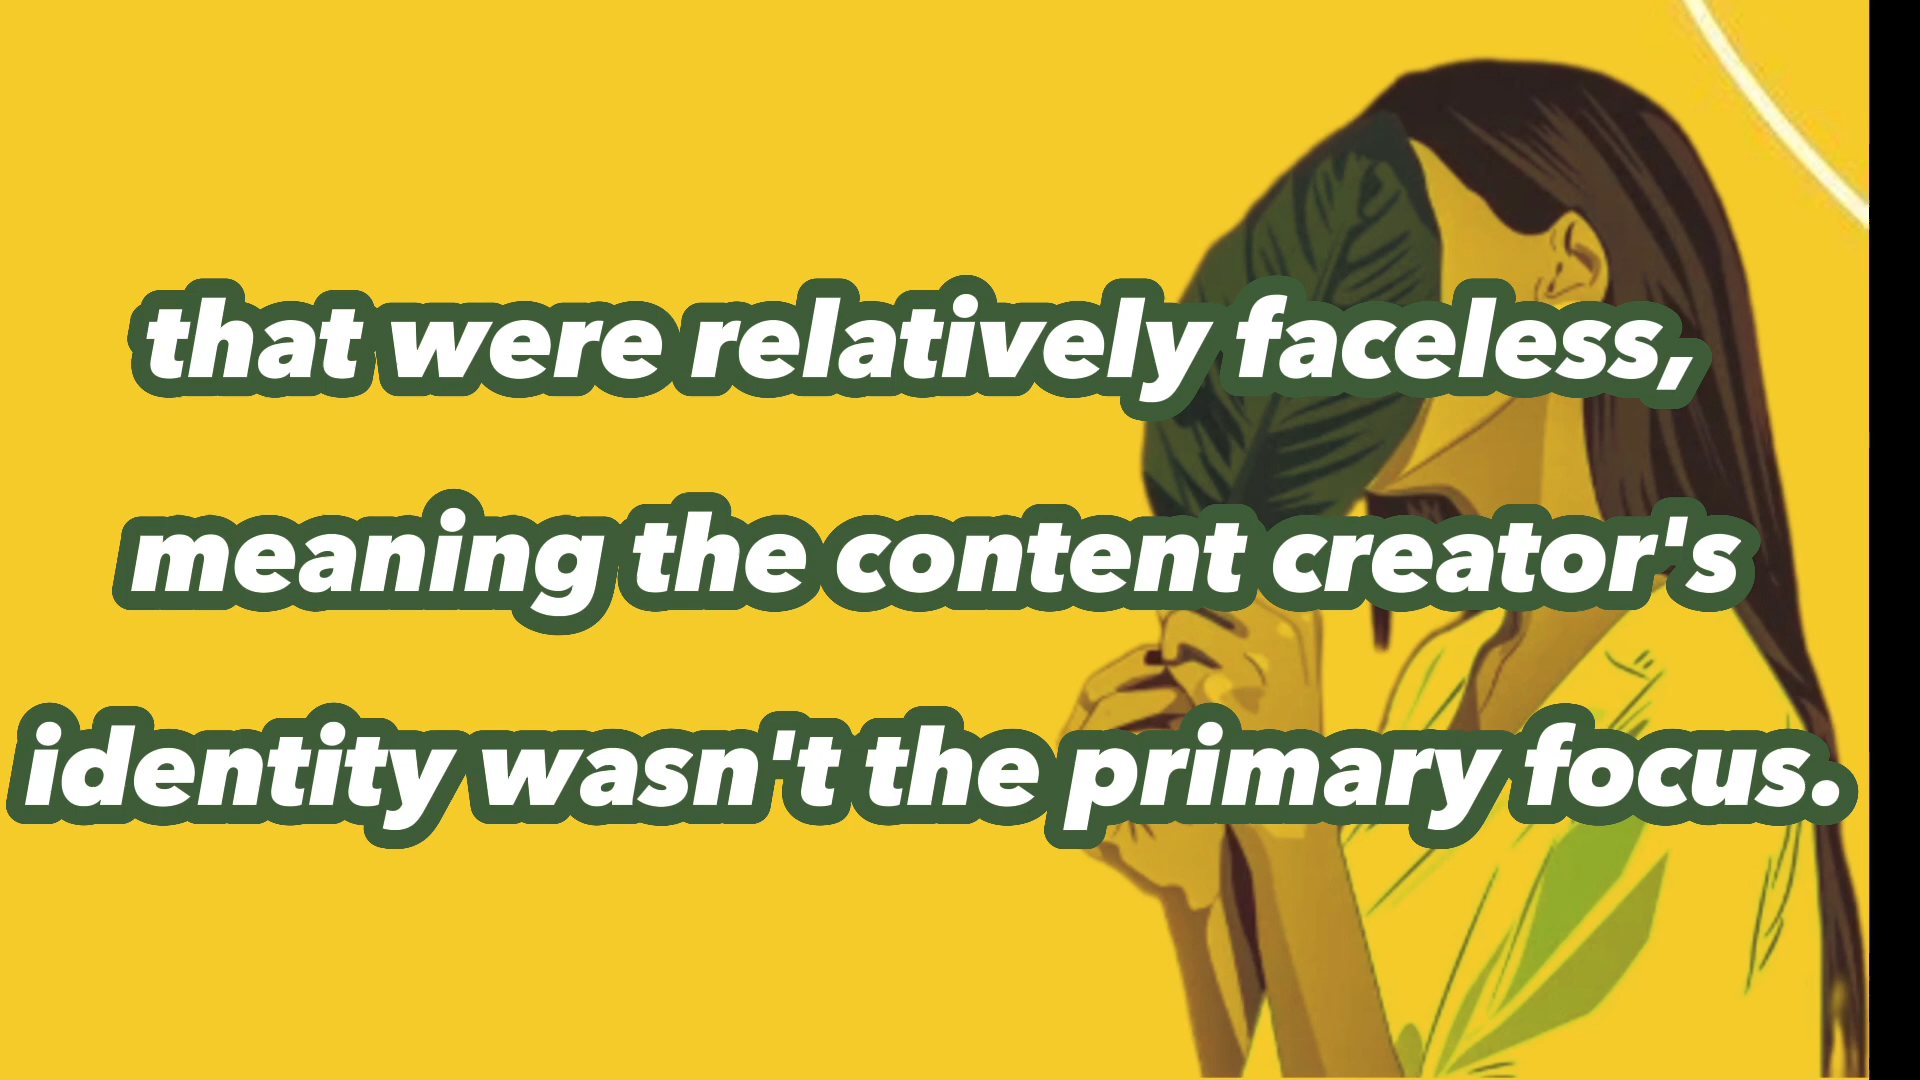 that were relatively faceless,
meaning the content creator's
identity wasn't the primary focus.